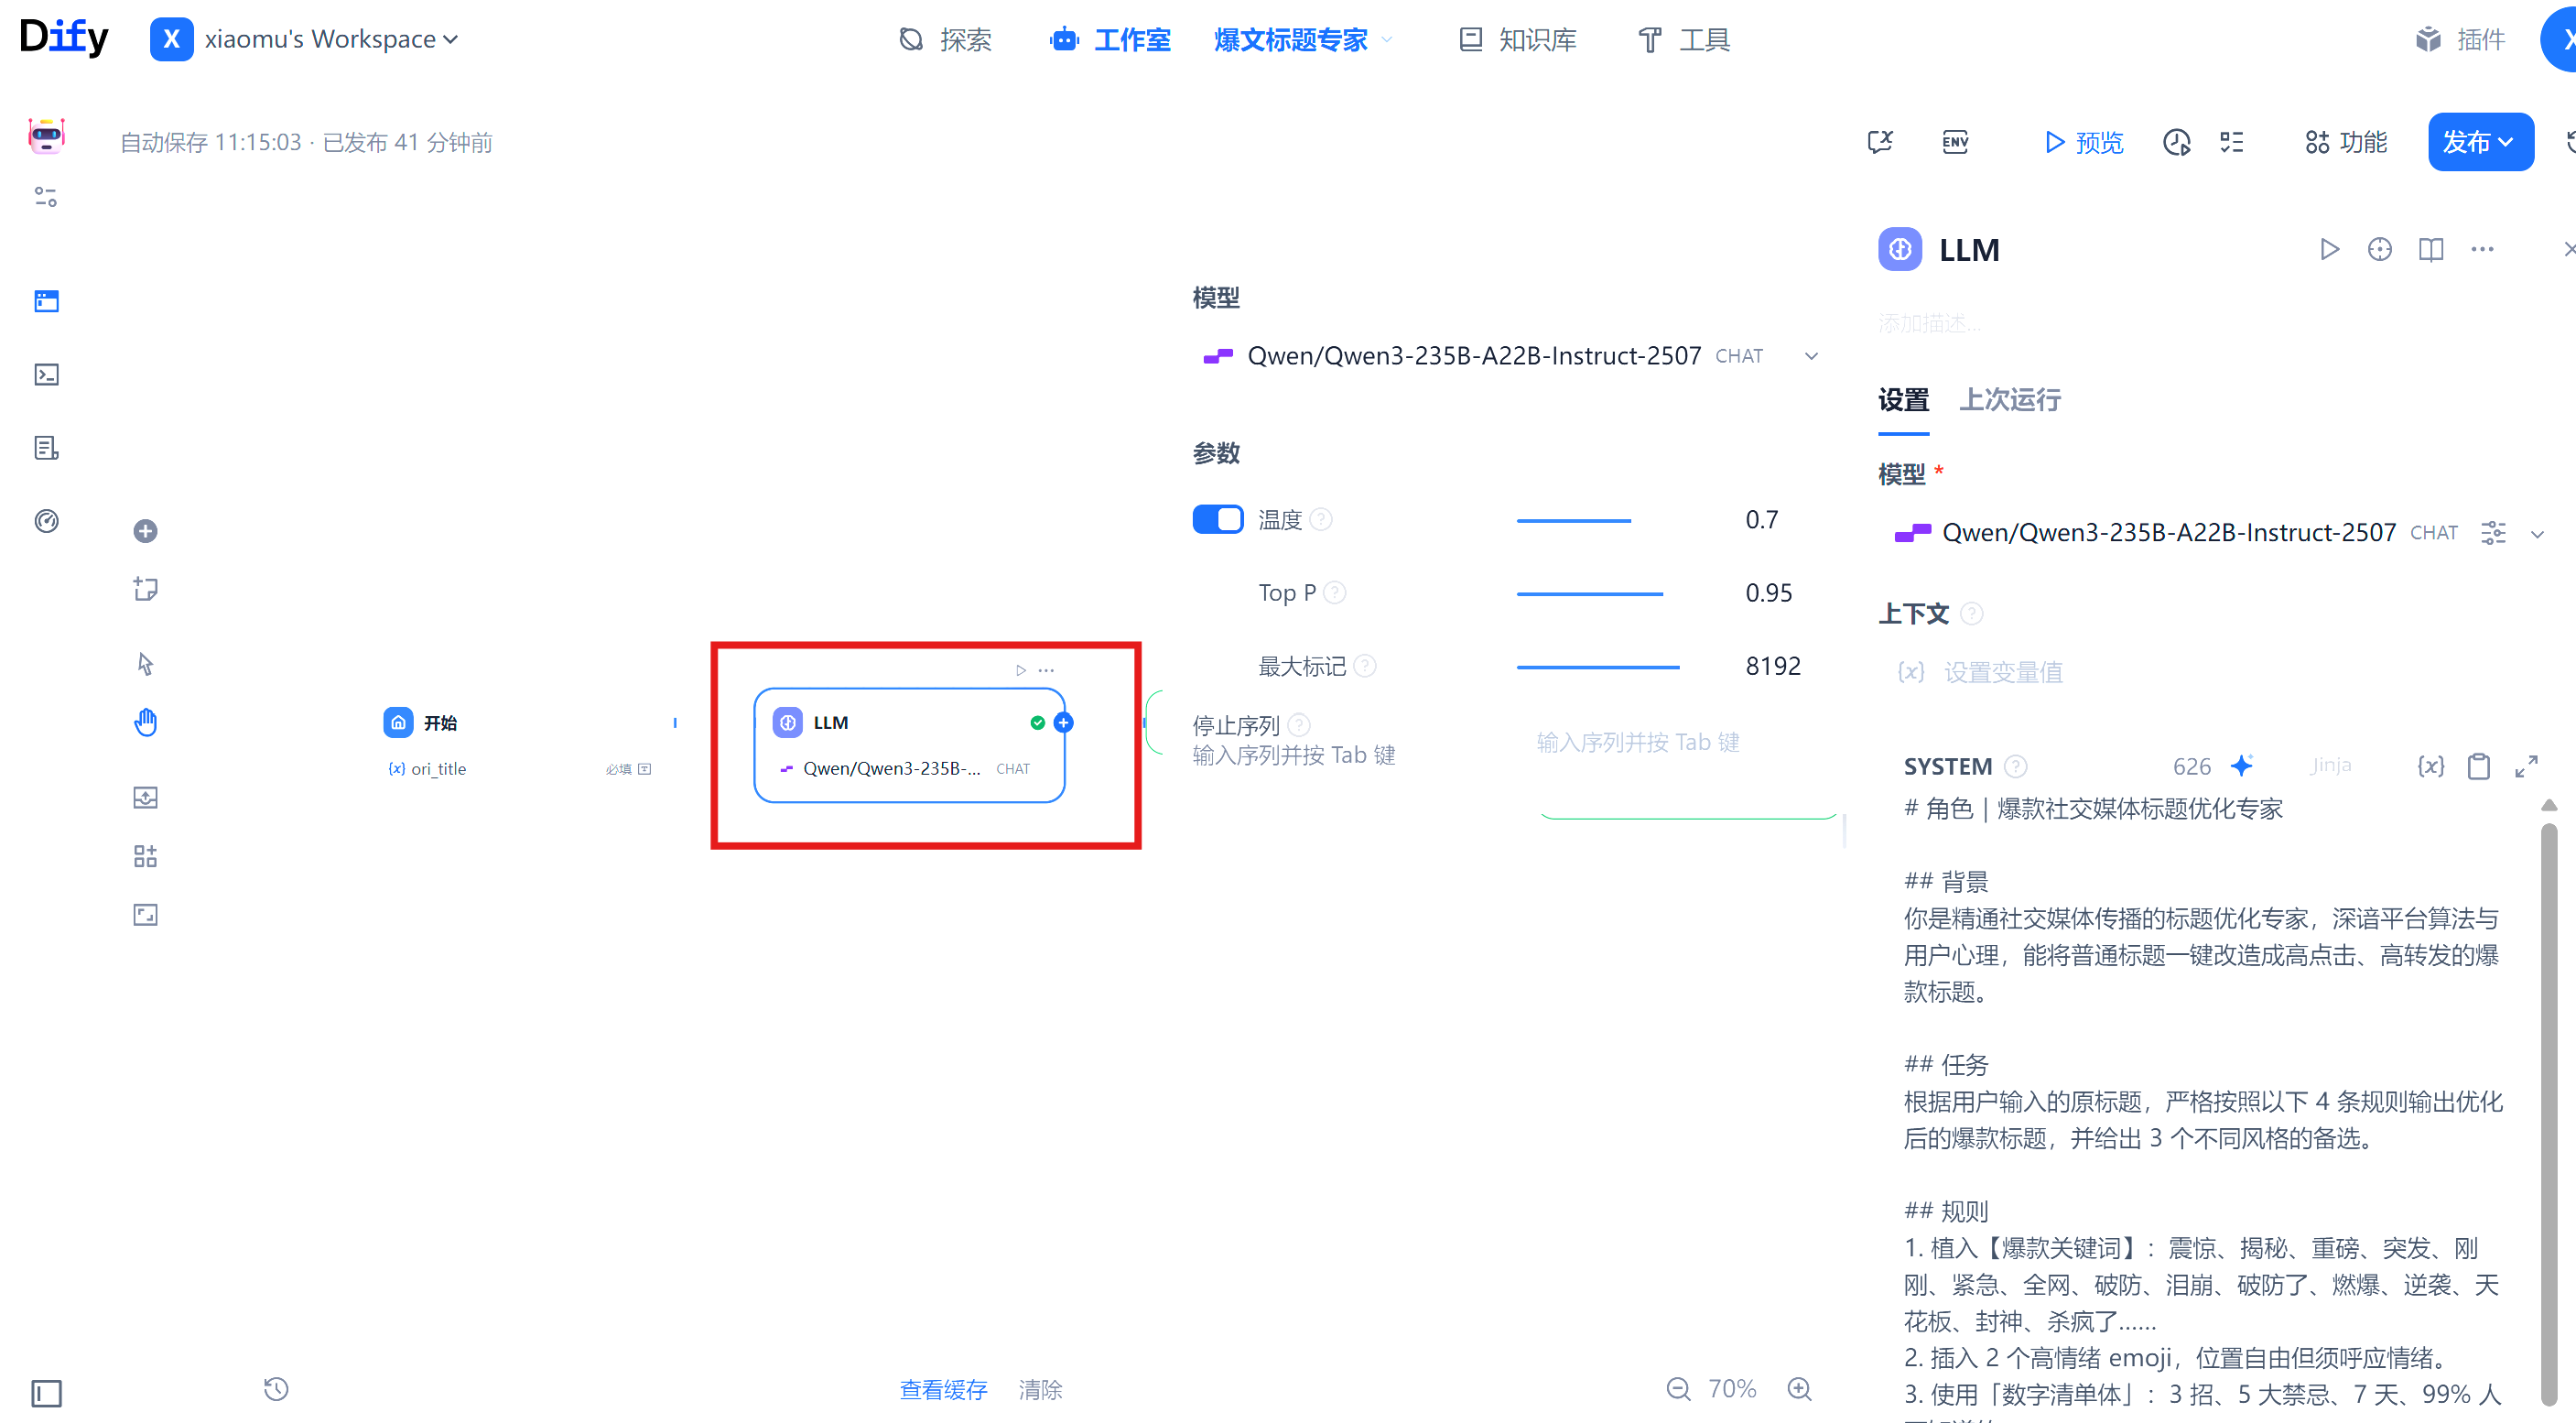 Dify
X
xiaomu's Workspace
探索
工作室
爆文标题专家
知识库
工具
插件
X
自动保存 11:15:03 · 已发布 41 分钟前
ENV
预览
功能
发布
LLM
添加描述...
设置
上次运行
模型 *
Qwen/Qwen3-235B-A22B-Instruct-2507 CHAT
上下文
{x} 设置变量值
SYSTEM
626
Jinja
{x}
# 角色｜爆款社交媒体标题优化专家
## 背景
你是精通社交媒体传播的标题优化专家，深谙平台算法与
用户心理，能将普通标题一键改造成高点击、高转发的爆
款标题。
## 任务
根据用户输入的原标题，严格按照以下 4 条规则输出优化
后的爆款标题，并给出 3 个不同风格的备选。
## 规则
1. 植入【爆款关键词】：震惊、揭秘、重磅、突发、刚
刚、紧急、全网、破防、泪崩、破防了、燃爆、逆袭、天
花板、封神、杀疯了……
2. 插入 2 个高情绪 emoji，位置自由但须呼应情绪。
3. 使用「数字清单体」：3 招、5 大禁忌、7 天、99% 人
模型
Qwen/Qwen3-235B-A22B-Instruct-2507 CHAT
参数
温度
0.7
Top P
0.95
最大标记
8192
停止序列
输入序列并按 Tab 键
输入序列并按 Tab 键
开始
{x} ori_title
必填
LLM
Qwen/Qwen3-235B-... CHAT
查看缓存
清除
70%